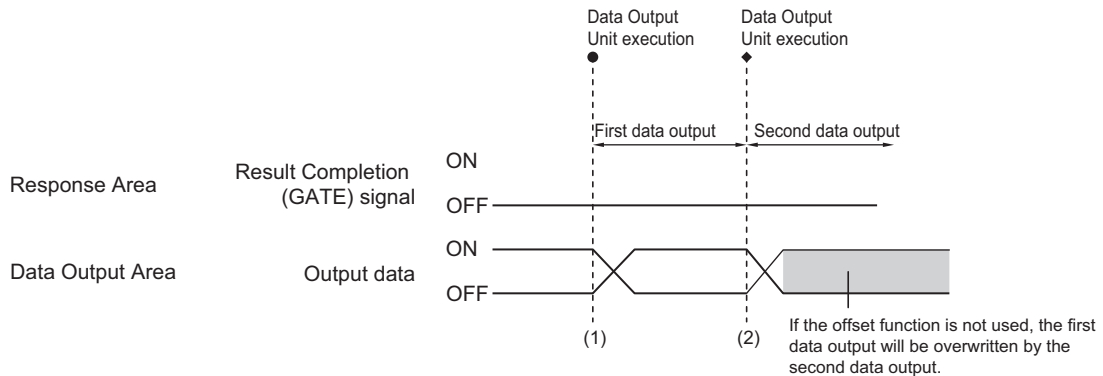 Data Output
Unit execution
Data Output
Unit execution
First data output
Second data output
Response Area
Result Completion
(GATE) signal
ON
OFF
Data Output Area
Output data
ON
OFF
(1)
(2)
If the offset function is not used, the first
data output will be overwritten by the
second data output.